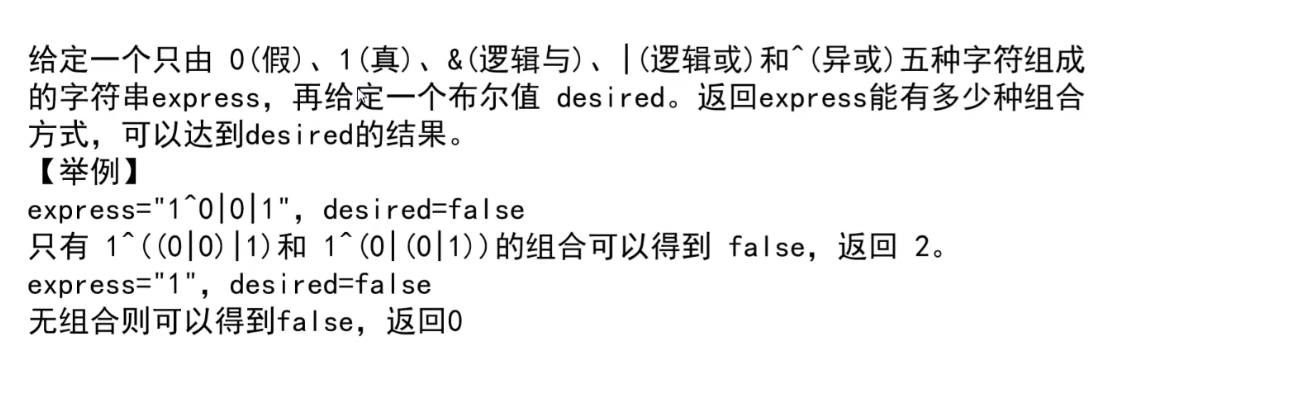 给定一个只由 0(假)、1(真)、&(逻辑与)、|(逻辑或)和^(异或)五种字符组成
的字符串express，再给定一个布尔值 desired。返回express能有多少种组合
方式，可以达到desired的结果。
【举例】
express="1^0|0|1"，desired=false
只有 1^((0|0)|1)和 1^(0|(0|1))的组合可以得到 false，返回 2。
express="1"，desired=false
无组合则可以得到false，返回0